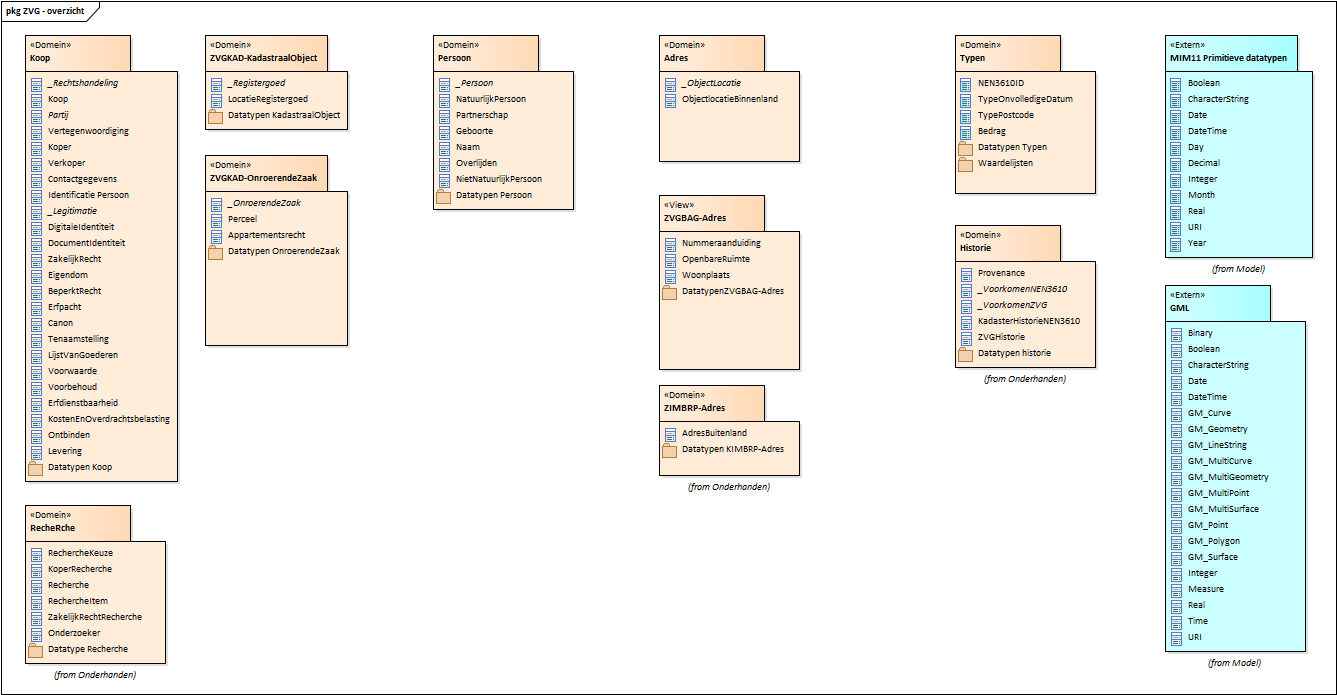 pkg ZVG - overzicht
«Domein»
Koop
_Rechtshandeling
Koop
Partij
Vertegenwoordiging
Koper
Verkoper
Contactgegevens
Identificatie Persoon
_Legitimatie
DigitaleIdentiteit
DocumentIdentiteit
ZakelijkRecht
Eigendom
BeperktRecht
Erfpacht
Canon
Tenaamstelling
LijstVanGoederen
Voorwaarde
Voorbehoud
Erfdienstbaarheid
KostenEnOverdrachtsbelasting
Ontbinden
Levering
Datatypen Koop
«Domein»
RecheRche
RechercheKeuze
KoperRecherche
Recherche
RechercheItem
ZakelijkRechtRecherche
Onderzoeker
Datatype Recherche
(from Onderhanden)
«Domein»
ZVGKAD-KadastraalObject
_Registergoed
LocatieRegistergoed
Datatypen KadastraalObject
«Domein»
ZVGKAD-OnroerendeZaak
_OnroerendeZaak
Perceel
Appartementsrecht
Datatypen OnroerendeZaak
«Domein»
Persoon
_Persoon
NatuurlijkPersoon
Partnerschap
Geboorte
Naam
Overlijden
NietNatuurlijkPersoon
Datatypen Persoon
«Domein»
Adres
_ObjectLocatie
ObjectlocatieBinnenland
«View»
ZVGBAG-Adres
Nummeraanduiding
OpenbareRuimte
Woonplaats
DatatypenZVGBAG-Adres
«Domein»
ZIMBRP-Adres
AdresBuitenland
Datatypen KIMBRP-Adres
(from Onderhanden)
«Domein»
Typen
NEN3610ID
TypeOnvolledigeDatum
TypePostcode
Bedrag
Datatypen Typen
Waardelijsten
«Domein»
Historie
Provenance
_VoorkomenNEN3610
_VoorkomenZVG
KadasterHistorieNEN3610
ZVGHistorie
Datatypen historie
(from Onderhanden)
«Extern»
MIM11 Primitieve datatypen
Boolean
CharacterString
Date
DateTime
Day
Decimal
Integer
Month
Real
URI
Year
(from Model)
«Extern»
GML
Binary
Boolean
CharacterString
Date
DateTime
GM_Curve
GM_Geometry
GM_LineString
GM_MultiCurve
GM_MultiGeometry
GM_MultiPoint
GM_MultiSurface
GM_Point
GM_Polygon
GM_Surface
Integer
Measure
Real
Time
URI
(from Model)